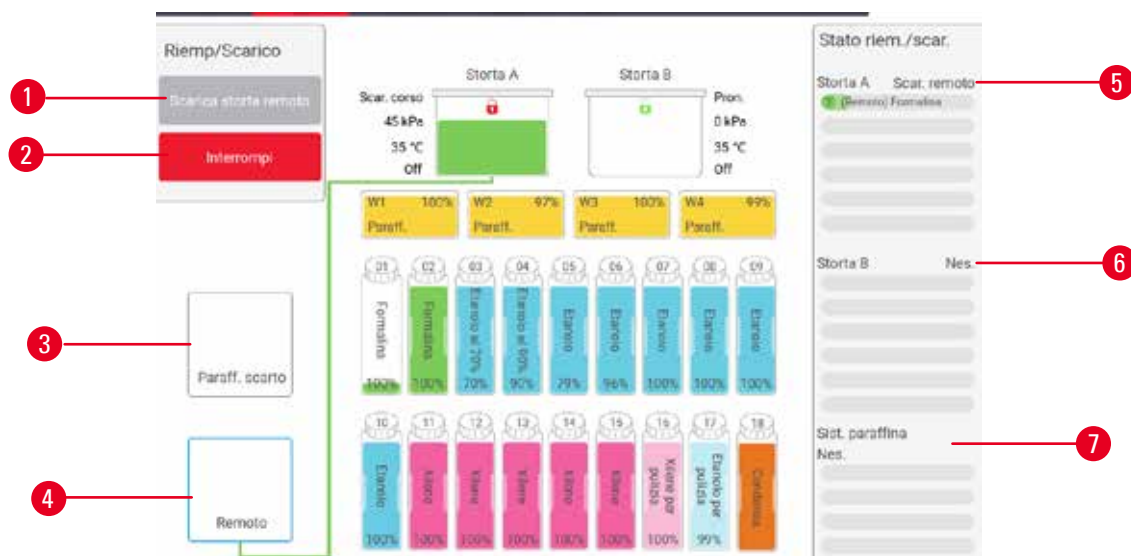 Riemp/Scarico
Scarica storta remoto
Interrompi
1
2
3
4
Paraff. scarto
Remoto
Storta A
Storta B
Scar. corso
45 kPa
35 °C
Off
Pron.
0 kPa
35 °C
Off
W1 100%
Paraff.
W2 97%
Paraff.
W3 100%
Paraff.
W4 99%
Paraff.
01 02 03 04 05 06 07 08 09
Formalina
Formalina
Etanolo al 70%
Etanolo al 90%
Etanolo
Etanolo
Etanolo
Etanolo
Etanolo
100% 100% 70% 90% 79% 96% 100% 100% 100%
10 11 12 13 14 15 16 17 18
Etanolo
Xilene
Xilene
Xilene
Xilene
Xilene
Xilene per pulizia
Etanolo per pulizia
Condensa
100% 100% 100% 100% 100% 100% 100% 99% 100%
Stato riem./scar.
Storta A Scar. remoto
(Remoto) Formalina
Storta B Nes.
Sist. paraffina
Nes.
5
6
7